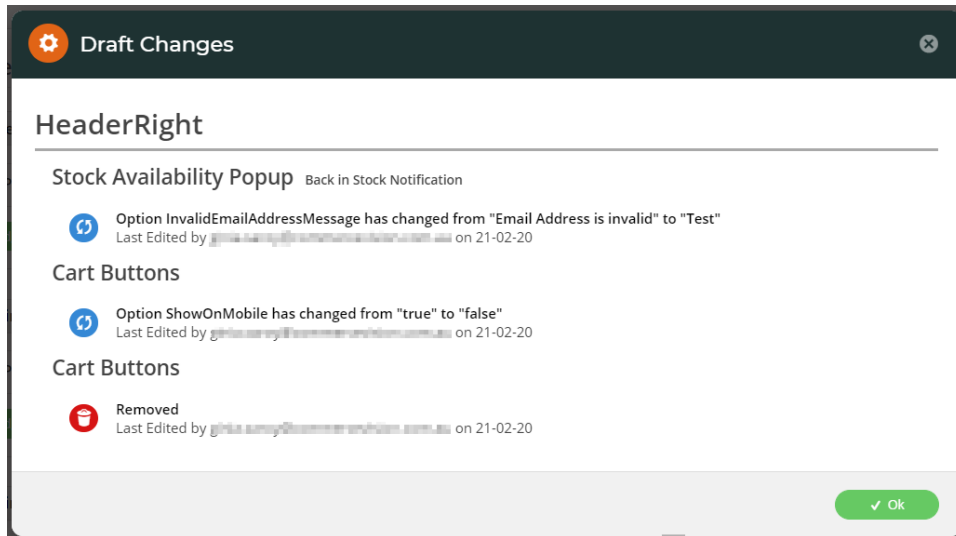 Draft Changes
HeaderRight
Stock Availability Popup Back in Stock Notification
Option InvalidEmailAddressMessage has changed from "Email Address is invalid" to "Test"
Last Edited by on 21-02-20
Cart Buttons
Option ShowOnMobile has changed from "true" to "false"
Last Edited by on 21-02-20
Cart Buttons
Removed
Last Edited by on 21-02-20
Ok